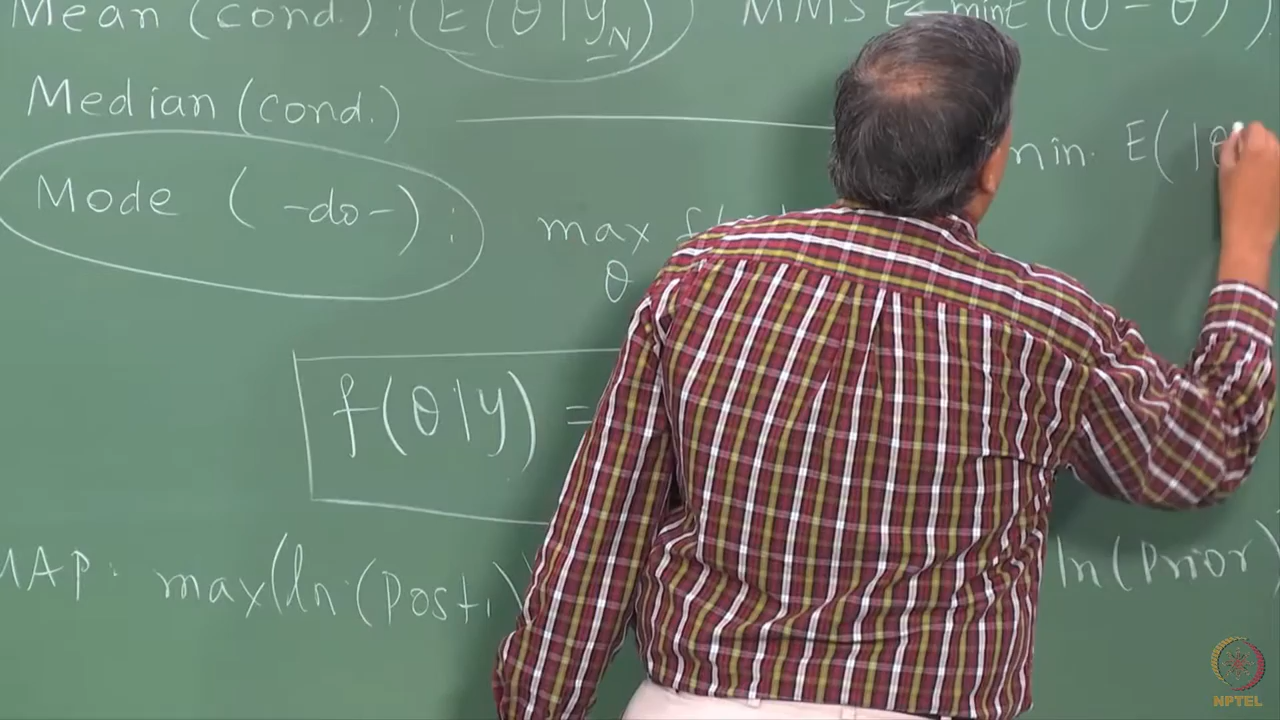 Mean (cond.) : (E(θ|y_N)) MMSE ← min E((θ - θ̂)²).
Median (cond.) ——— min. E( |θ
Mode ( -do- ) : max
θ
f(θ|y) =
MAP: max(ln.(Post.) ln(Prior)
NPTEL